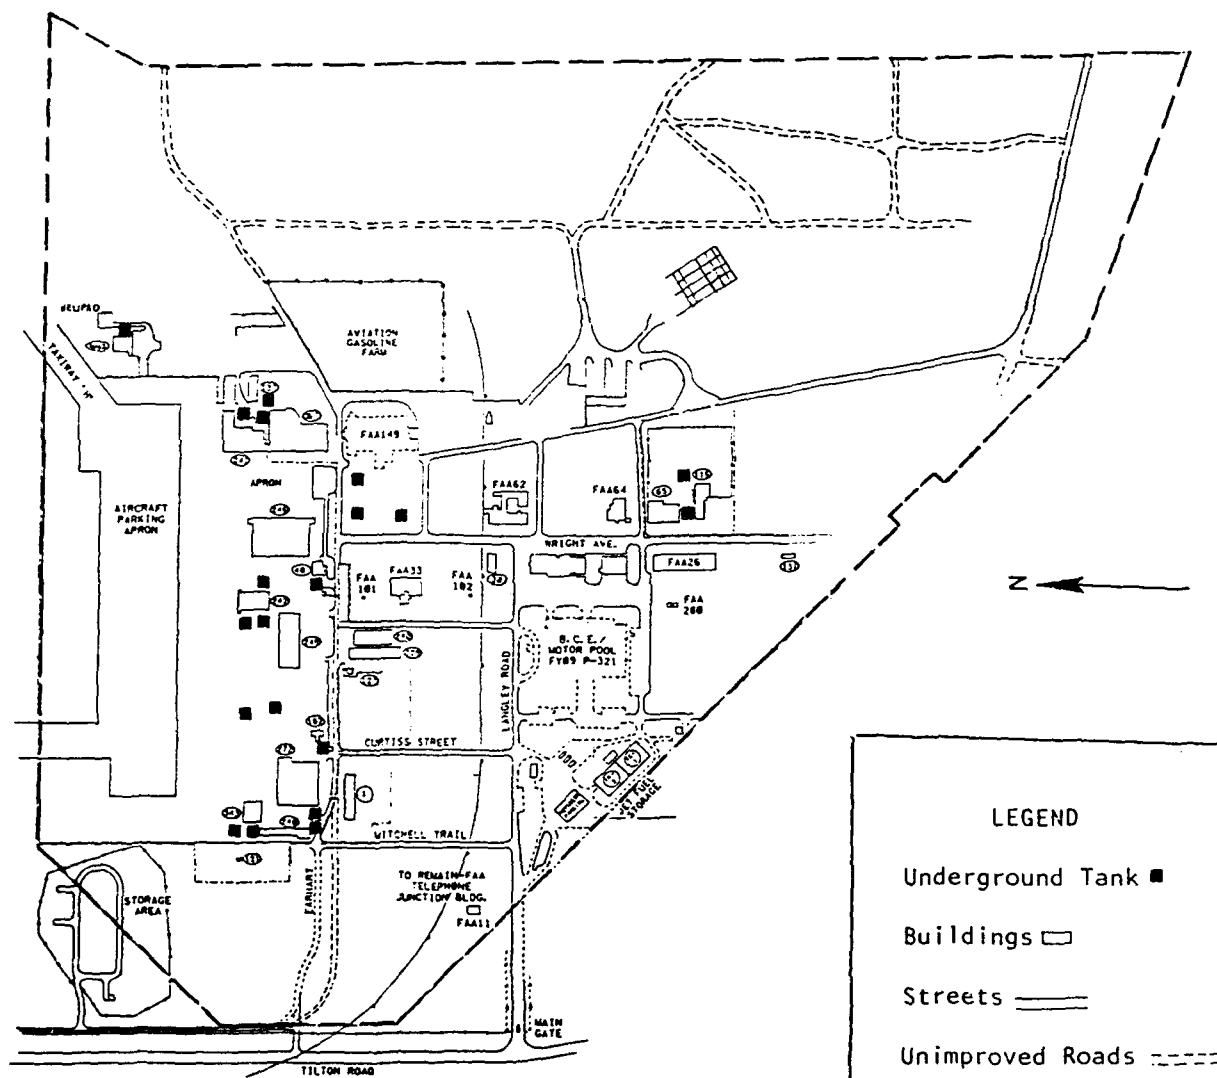 HELIPAD
TAXIWAY "H"
AVIATION
GASOLINE
FARM
FAA149
APRON
AIRCRAFT
PARKING
APRON
FAA62
FAA64
WRIGHT AVE.
FAA26
FAA
101
FAA33
FAA
102
FAA
260
N
B.C.E./
MOTOR POOL
FY89 P-321
LANGLEY ROAD
CURTISS STREET
JET FUEL
STORAGE
1
MITCHELL TRAIL
EARHART
STORAGE
AREA
TO REMAIN-FAA
TELEPHONE
JUNCTION BLDG.
FAA11
MAIN
GATE
TILTON ROAD
LEGEND
Underground Tank
Buildings
Streets
Unimproved Roads